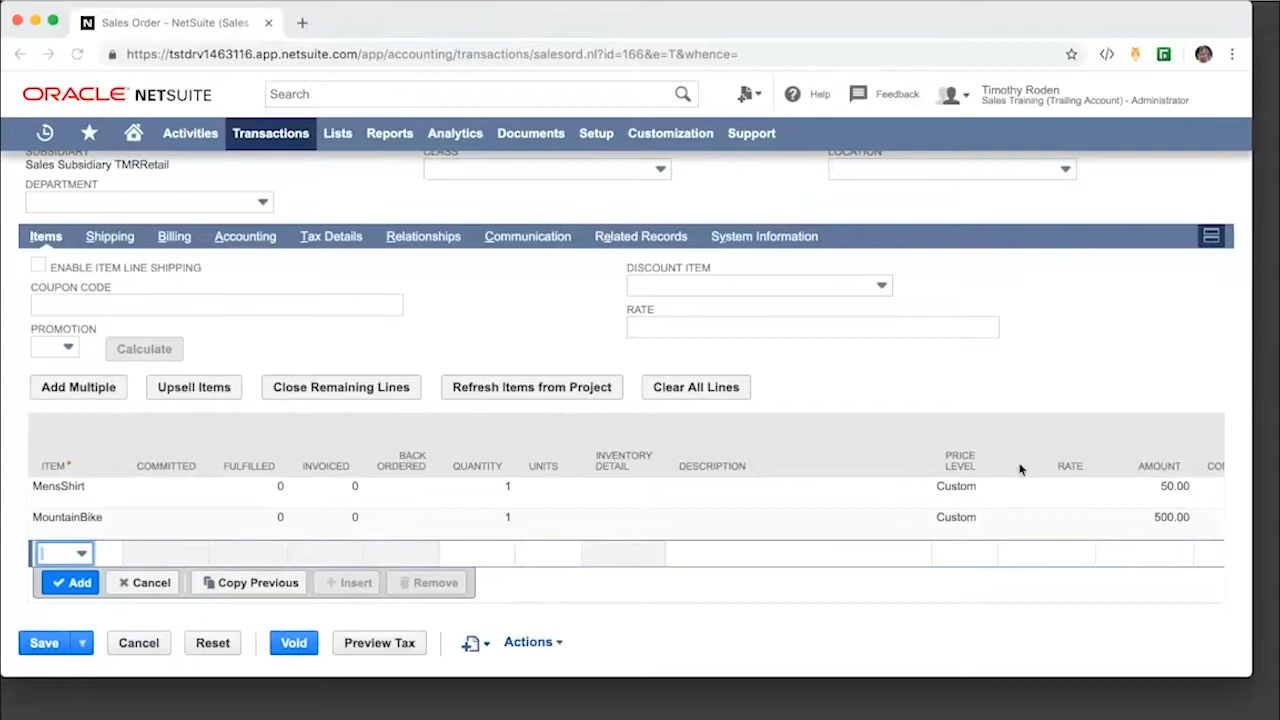 Sales Order – NetSuite (Sales
https://tstdrv1463116.app.netsuite.com/app/accounting/transactions/salesord.nl?id=166&e=T&whence=
ORACLE NETSUITE
Search
Help
Feedback
Timothy Roden
Sales Training (Trailing Account) - Administrator
Activities Transactions Lists Reports Analytics Documents Setup Customization Support
SUBSIDIARY CLASS LOCATION
Sales Subsidiary TMRRetail
DEPARTMENT
Items Shipping Billing Accounting Tax Details Relationships Communication Related Records System Information
ENABLE ITEM LINE SHIPPING DISCOUNT ITEM
COUPON CODE
RATE
PROMOTION
Calculate
Add Multiple Upsell Items Close Remaining Lines Refresh Items from Project Clear All Lines
ITEM* COMMITTED FULFILLED INVOICED BACK ORDERED QUANTITY UNITS INVENTORY DETAIL DESCRIPTION PRICE LEVEL RATE AMOUNT CO
MensShirt 0 0 1 Custom 50.00
MountainBike 0 0 1 Custom 500.00
Add Cancel Copy Previous Insert Remove
Save Cancel Reset Void Preview Tax Actions